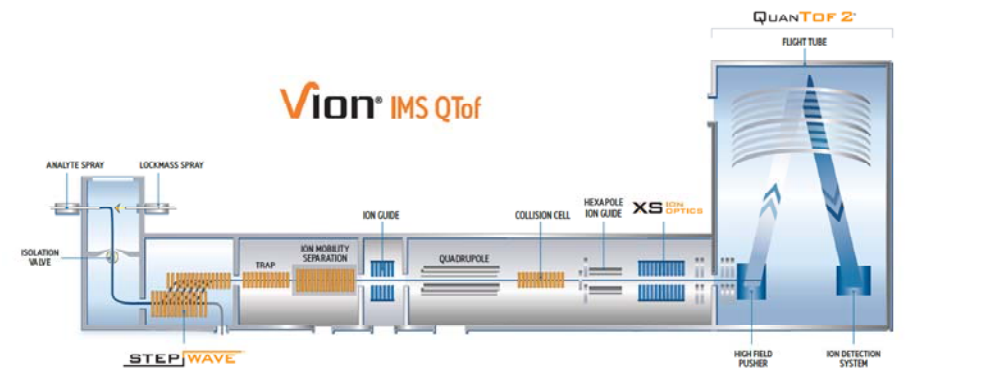 QUANTOF 2®
FLIGHT TUBE
Vion® IMS QTof
ANALYTE SPRAY
LOCKMASS SPRAY
ION GUIDE
COLLISION CELL
HEXAPOLE
ION GUIDE
XS ION
OPTICS
ISOLATION
VALVE
TRAP
ION MOBILITY
SEPARATION
QUADRUPOLE
STEPWAVE
HIGH FIELD
PUSHER
ION DETECTION
SYSTEM